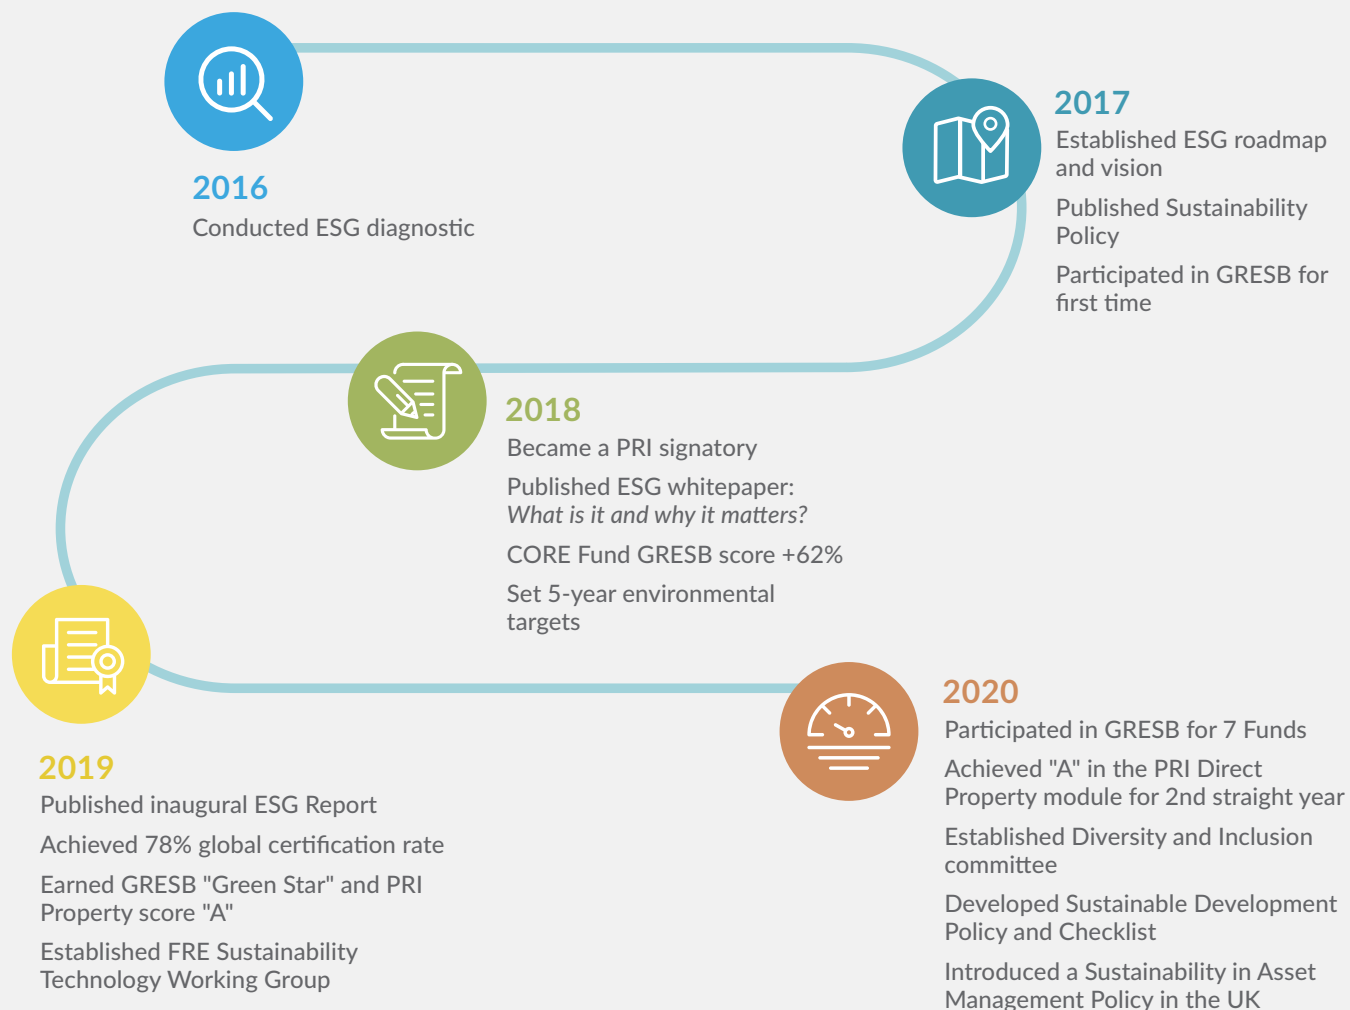 2016
Conducted ESG diagnostic
2017
Established ESG roadmap
and vision
Published Sustainability
Policy
Participated in GRESB for
first time
2018
Became a PRI signatory
Published ESG whitepaper:
What is it and why it matters?
CORE Fund GRESB score +62%
Set 5-year environmental
targets
2019
Published inaugural ESG Report
Achieved 78% global certification rate
Earned GRESB "Green Star" and PRI
Property score "A"
Established FRE Sustainability
Technology Working Group
2020
Participated in GRESB for 7 Funds
Achieved "A" in the PRI Direct
Property module for 2nd straight year
Established Diversity and Inclusion
committee
Developed Sustainable Development
Policy and Checklist
Introduced a Sustainability in Asset
Management Policy in the UK